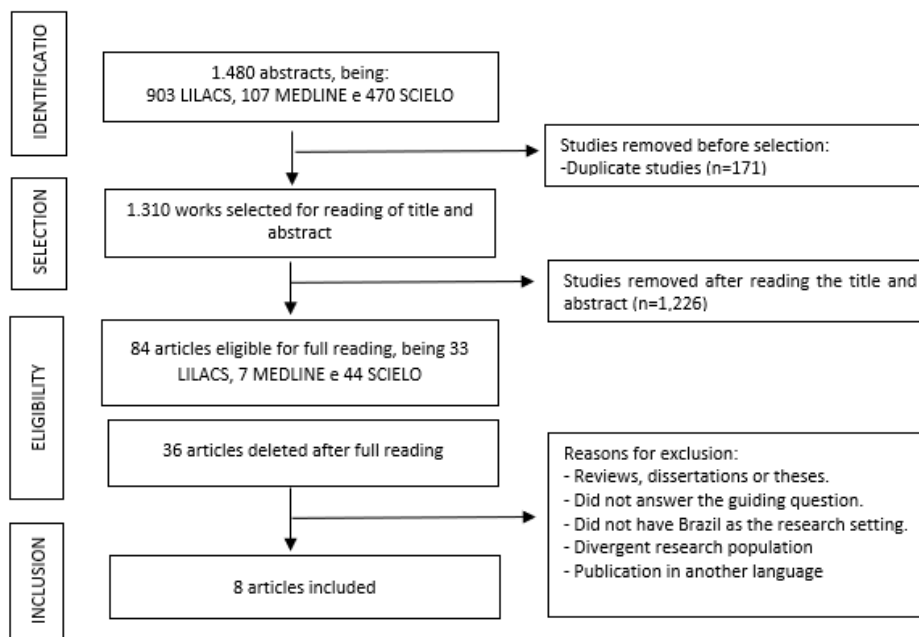 IDENTIFICATIO
1.480 abstracts, being:
903 LILACS, 107 MEDLINE e 470 SCIELO
Studies removed before selection:
-Duplicate studies (n=171)
SELECTION
1.310 works selected for reading of title and
abstract
Studies removed after reading the title and
abstract (n=1,226)
ELIGIBILITY
84 articles eligible for full reading, being 33
LILACS, 7 MEDLINE e 44 SCIELO
36 articles deleted after full reading
Reasons for exclusion:
- Reviews, dissertations or theses.
- Did not answer the guiding question.
- Did not have Brazil as the research setting.
- Divergent research population
- Publication in another language
INCLUSION
8 articles included